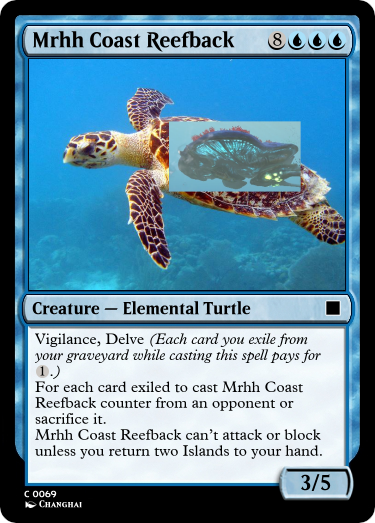 Mrhh Coast Reefback 8
Creature — Elemental Turtle
Vigilance, Delve (Each card you exile from
your graveyard while casting this spell pays for
1.)
For each card exiled to cast Mrhh Coast
Reefback counter from an opponent or
sacrifice it.
Mrhh Coast Reefback can't attack or block
unless you return two Islands to your hand.
3/5
C 0069
Changhai